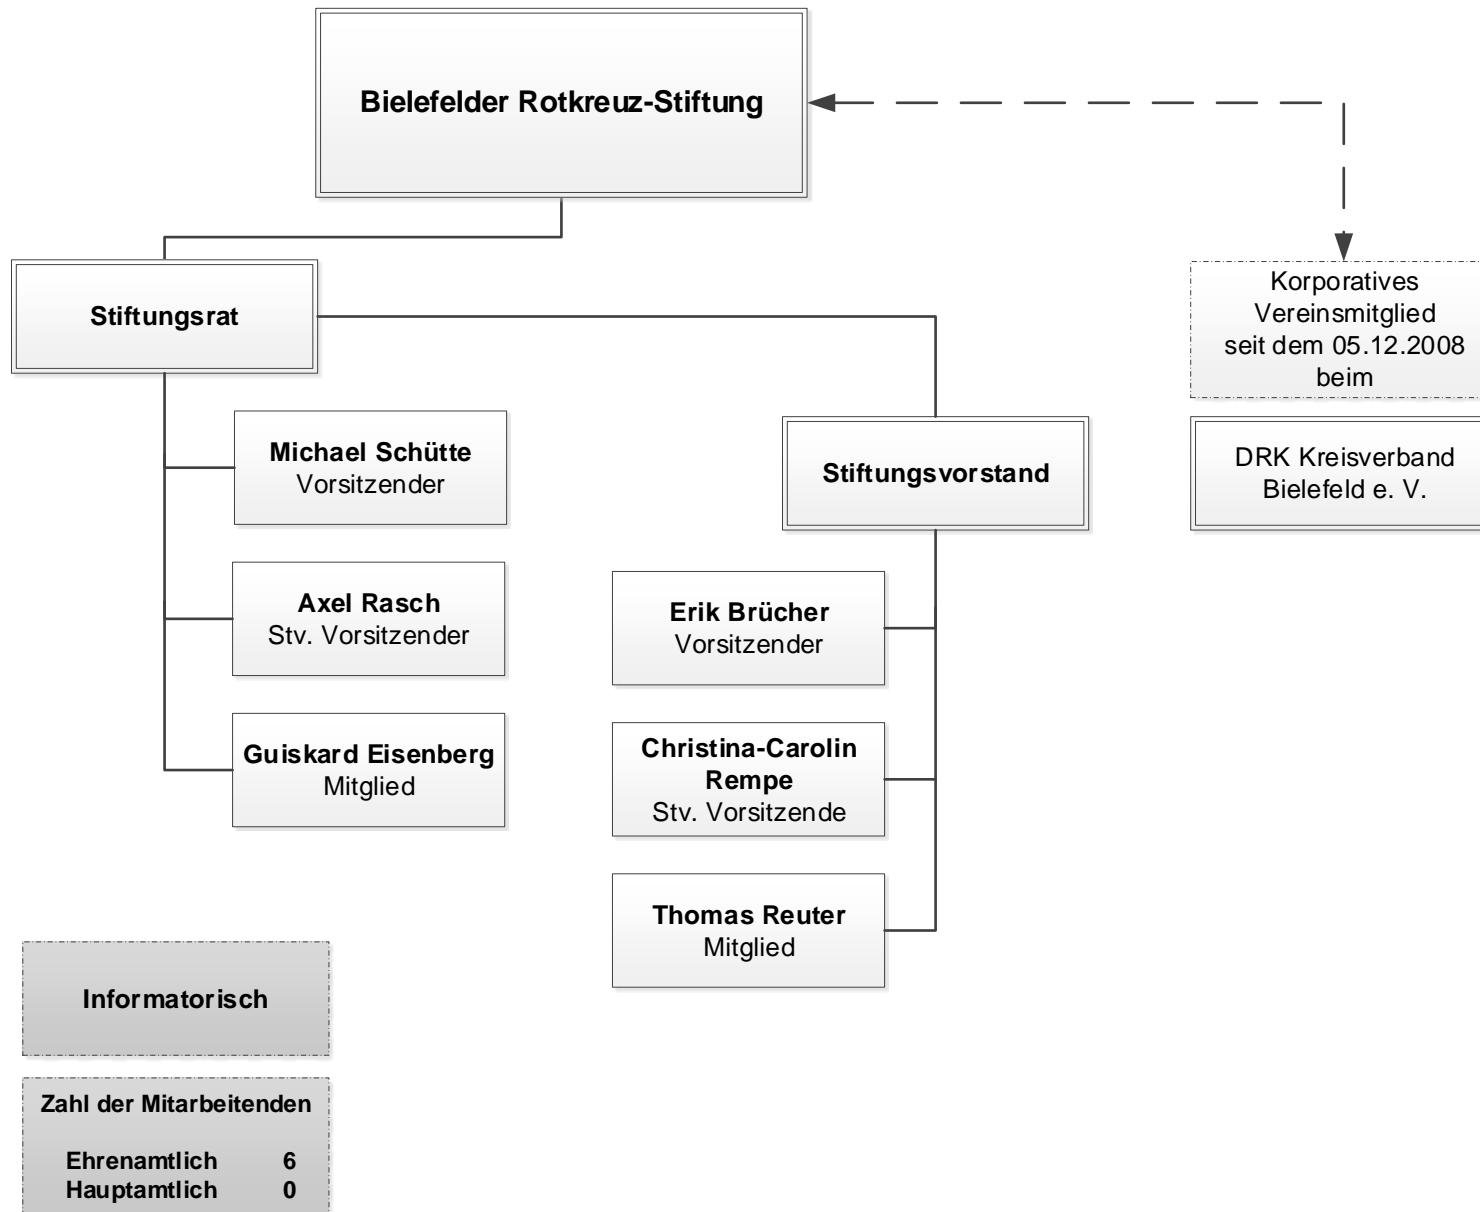 Bielefelder Rotkreuz-Stiftung
Stiftungsrat
Michael Schütte
Vorsitzender
Axel Rasch
Stv. Vorsitzender
Guiskard Eisenberg
Mitglied
Stiftungsvorstand
Erik Brücher
Vorsitzender
Christina-Carolin
Rempe
Stv. Vorsitzende
Thomas Reuter
Mitglied
Korporatives
Vereinsmitglied
seit dem 05.12.2008
beim
DRK Kreisverband
Bielefeld e. V.
Informatorisch
Zahl der Mitarbeitenden
Ehrenamtlich 6
Hauptamtlich 0